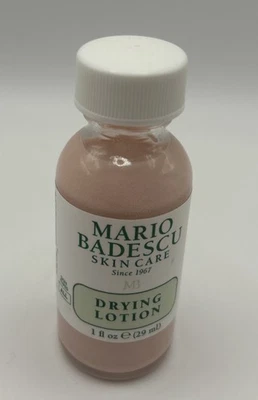 MARIO
BADESCU
SKIN CARE
Since 1967
DRYING
LOTION
1 fl oz ℮ (29 ml)